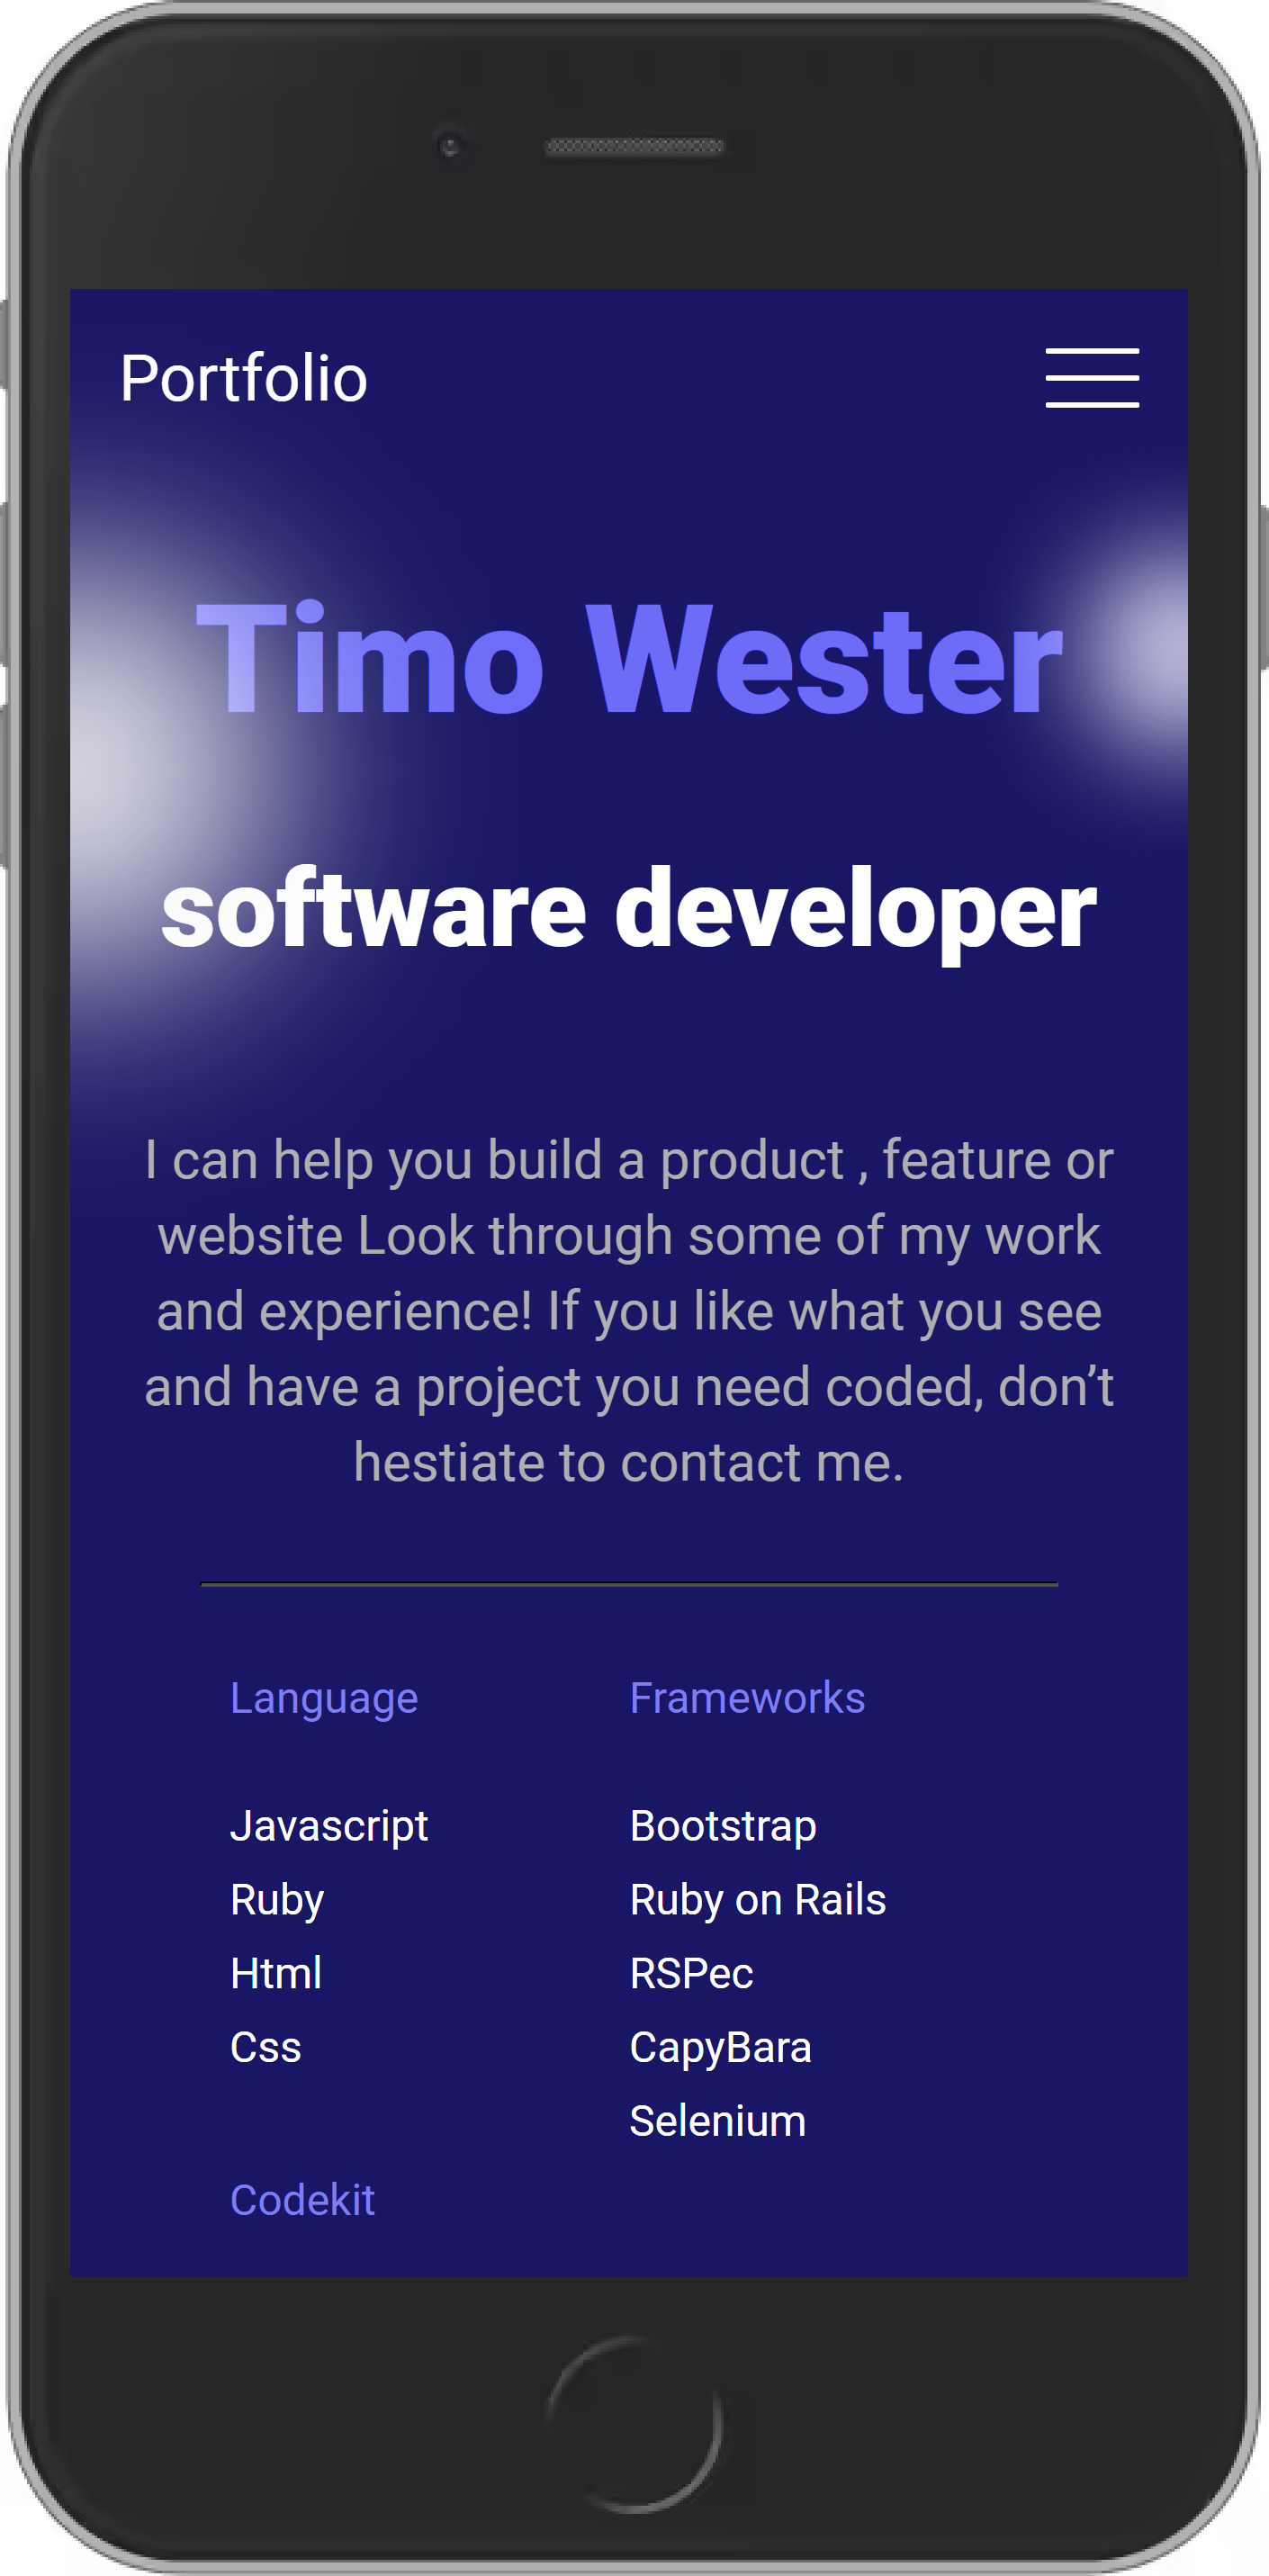 Portfolio
Timo Wester
software developer
I can help you build a product , feature or
website Look through some of my work
and experience! If you like what you see
and have a project you need coded, don’t
hestiate to contact me.
Language
Javascript
Ruby
Html
Css
Frameworks
Bootstrap
Ruby on Rails
RSPec
CapyBara
Selenium
Codekit